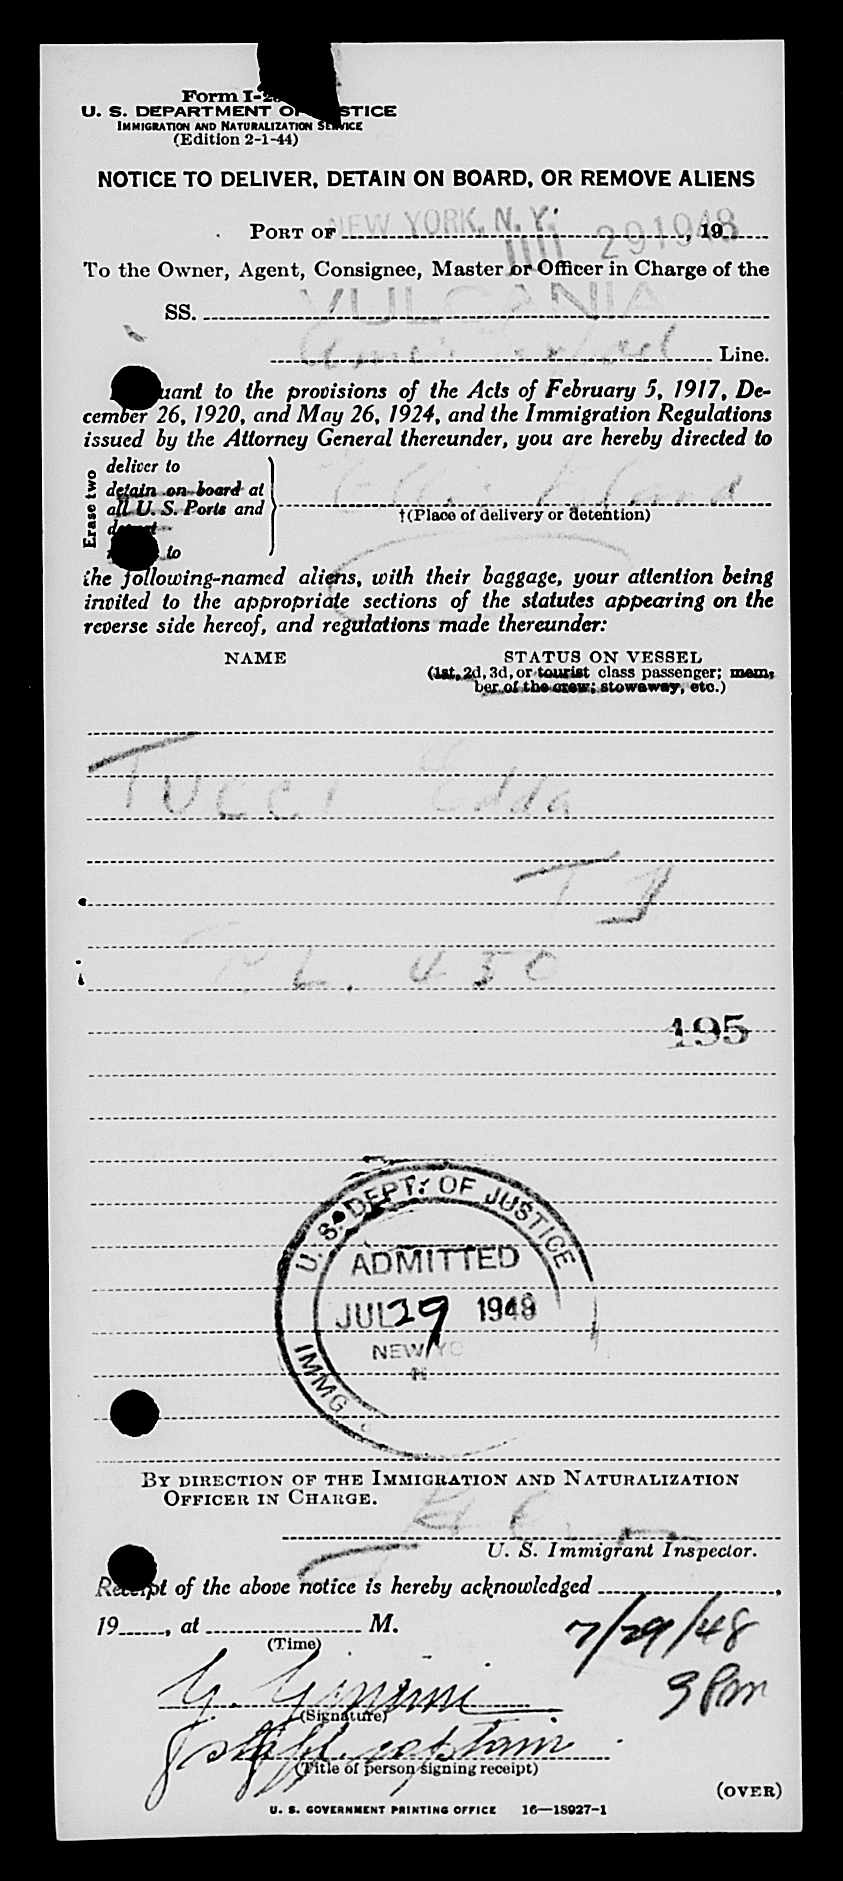 Form I-2
U. S. DEPARTMENT OF JUSTICE
IMMIGRATION AND NATURALIZATION SERVICE
(Edition 2-1-44)
NOTICE TO DELIVER, DETAIN ON BOARD, OR REMOVE ALIENS
PORT OF NEW YORK, N. Y. JUL 29 1948, 19
To the Owner, Agent, Consignee, Master or Officer in Charge of the
SS. VULCANIA
Line.
uant to the provisions of the Acts of February 5, 1917, De-
cember 26, 1920, and May 26, 1924, and the Immigration Regulations
issued by the Attorney General thereunder, you are hereby directed to
Erase two
deliver to
detain on board at
all U. S. Ports and
to
Ellis Island
†(Place of delivery or detention)
the following-named aliens, with their baggage, your attention being
invited to the appropriate sections of the statutes appearing on the
reverse side hereof, and regulations made thereunder:
NAME
STATUS ON VESSEL
(1st, 2d, 3d, or tourist class passenger; mem-
ber of the crew; stowaway, etc.)
Tucci Edda
T
P.L. 450
195
U. S. DEPT. OF JUSTICE
ADMITTED
JUL 29 1948
NEW YO
N
IMMG.
BY DIRECTION OF THE IMMIGRATION AND NATURALIZATION
OFFICER IN CHARGE.
U. S. Immigrant Inspector.
Receipt of the above notice is hereby acknowledged ,
19 , at M.
(Time)
7/29/48
9 Pm
(Signature)
staff captain
(Title of person signing receipt)
(OVER)
U. S. GOVERNMENT PRINTING OFFICE 16—18927-1